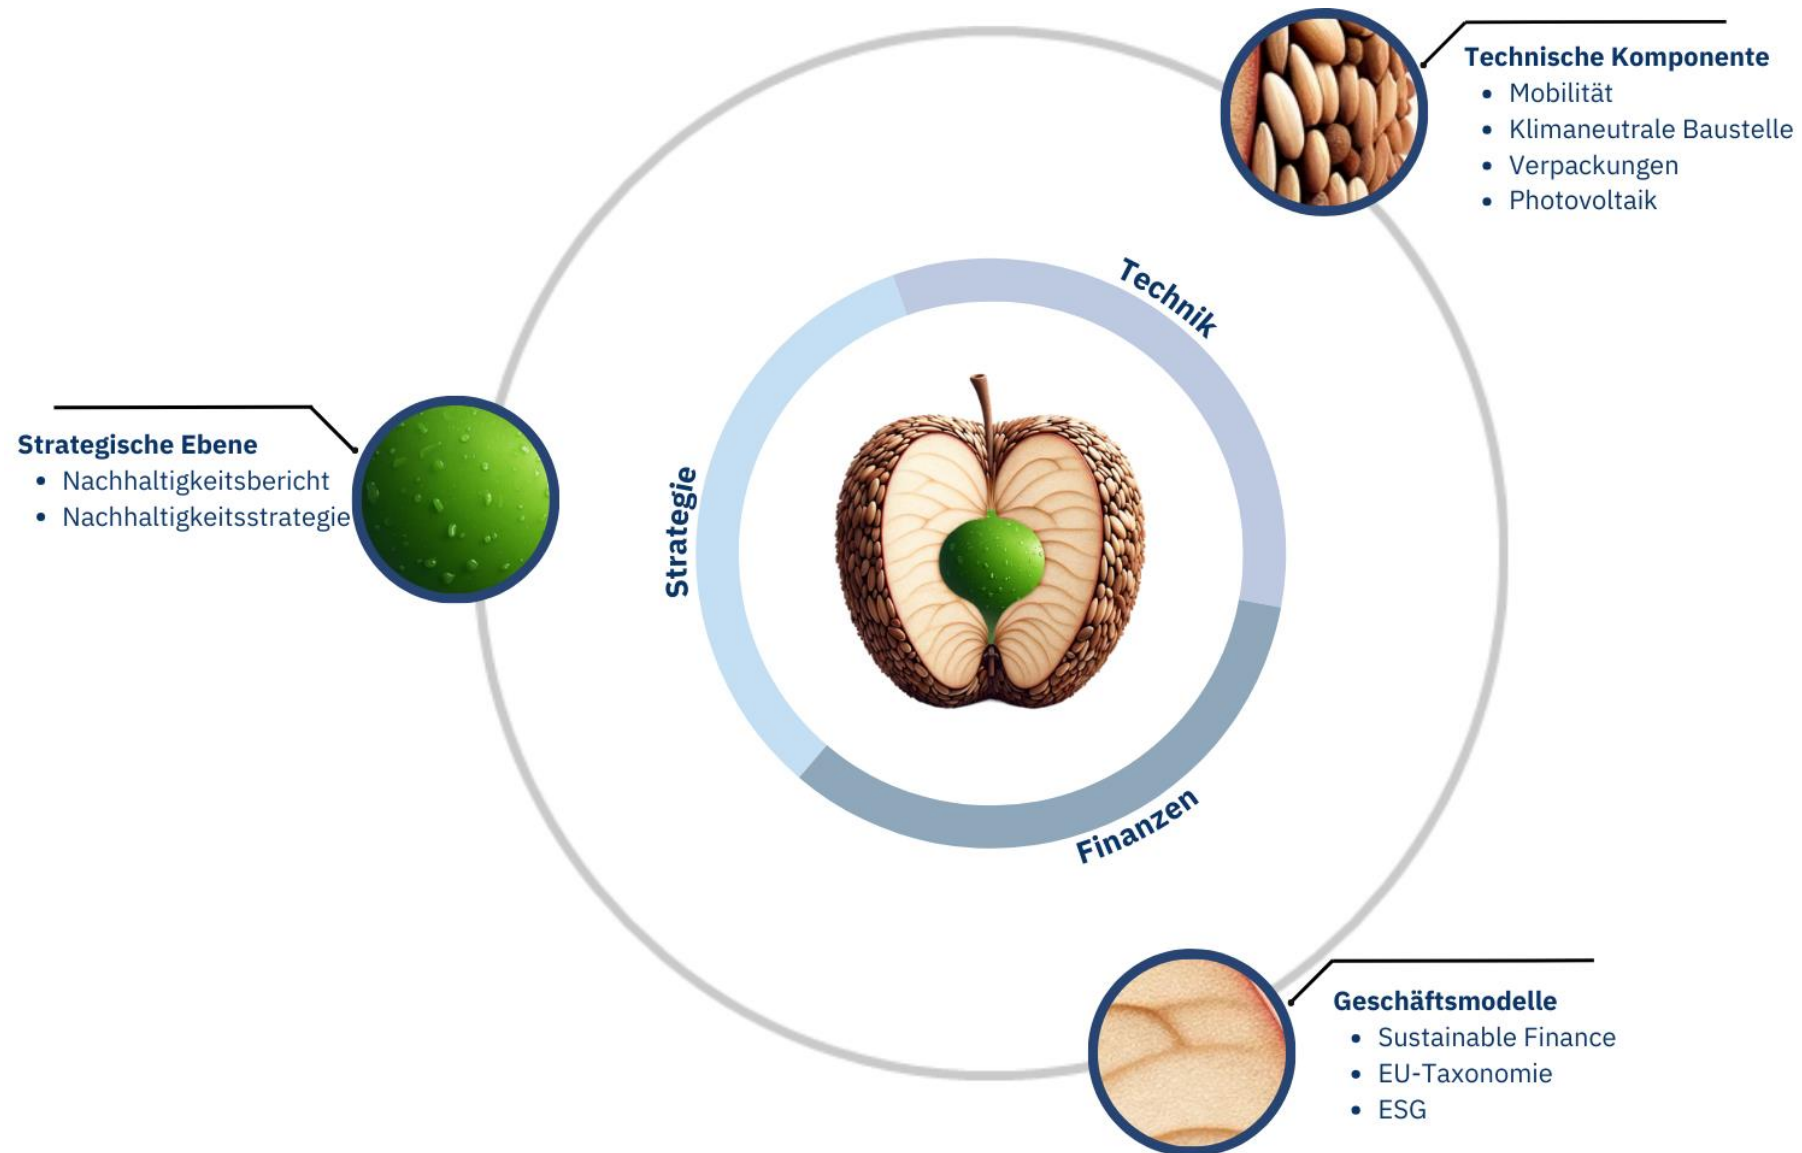 Technische Komponente
• Mobilität
• Klimaneutrale Baustelle
• Verpackungen
• Photovoltaik
Technik
Strategische Ebene
• Nachhaltigkeitsbericht
• Nachhaltigkeitsstrategie
Strategie
Finanzen
Geschäftsmodelle
• Sustainable Finance
• EU-Taxonomie
• ESG